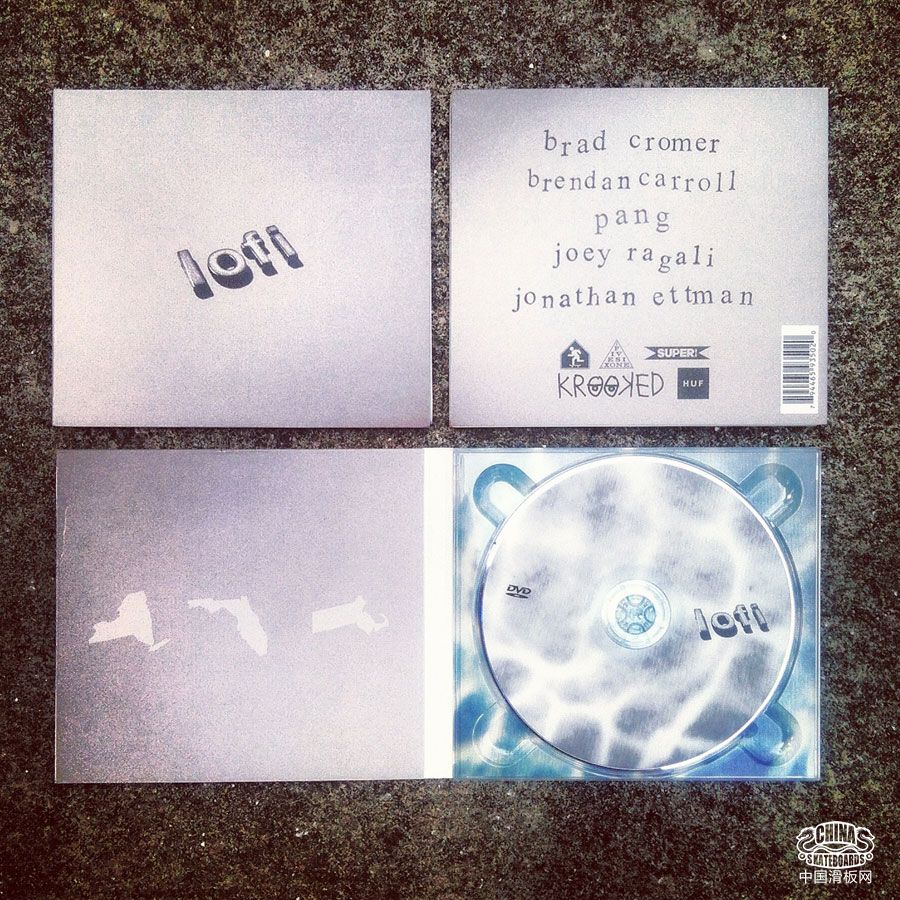 lofi
brad cromer
brendan carroll
pang
joey ragali
jonathan ettman
FIVESIXONE
SUPER!
KROOKED
HUF
DVD
lofi
CHINA
SKATEBOARDS
中国滑板网